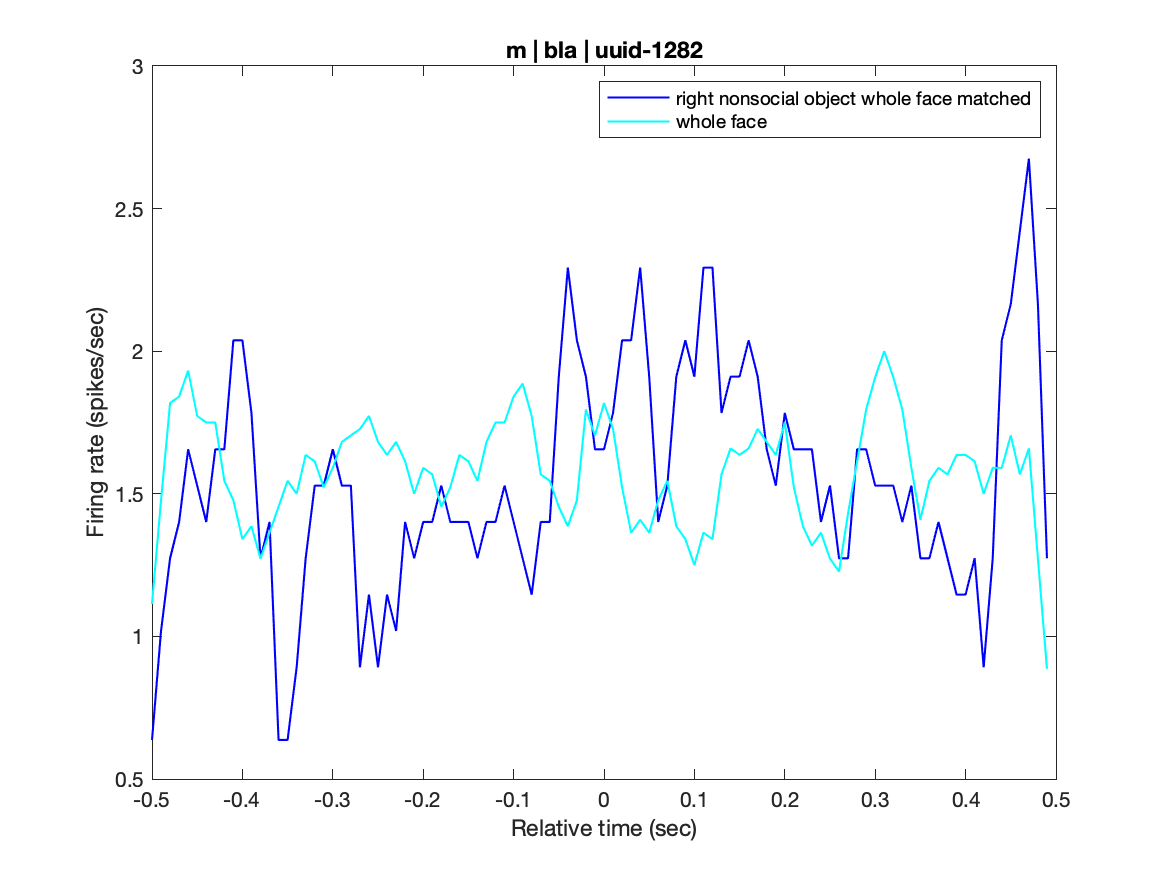 m | bla | uuid-1282
right nonsocial object whole face matched
whole face
Firing rate (spikes/sec)
3
2.5
2
1.5
1
0.5
-0.5 -0.4 -0.3 -0.2 -0.1 0 0.1 0.2 0.3 0.4 0.5
Relative time (sec)